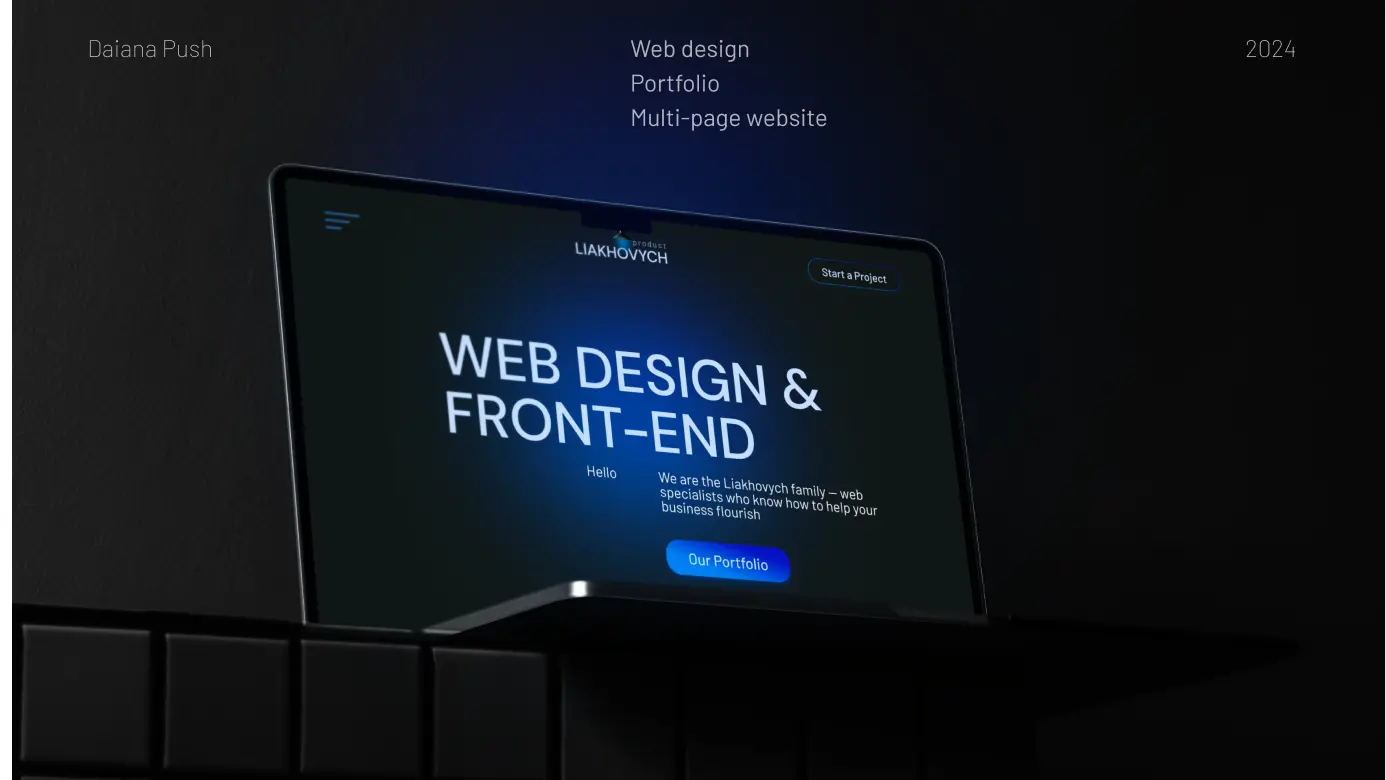 Daiana Push
Web design
Portfolio
Multi-page website
2024
product
LIAKHOVYCH
Start a Project
WEB DESIGN &
FRONT-END
Hello
We are the Liakhovych family – web
specialists who know how to help your
business flourish
Our Portfolio